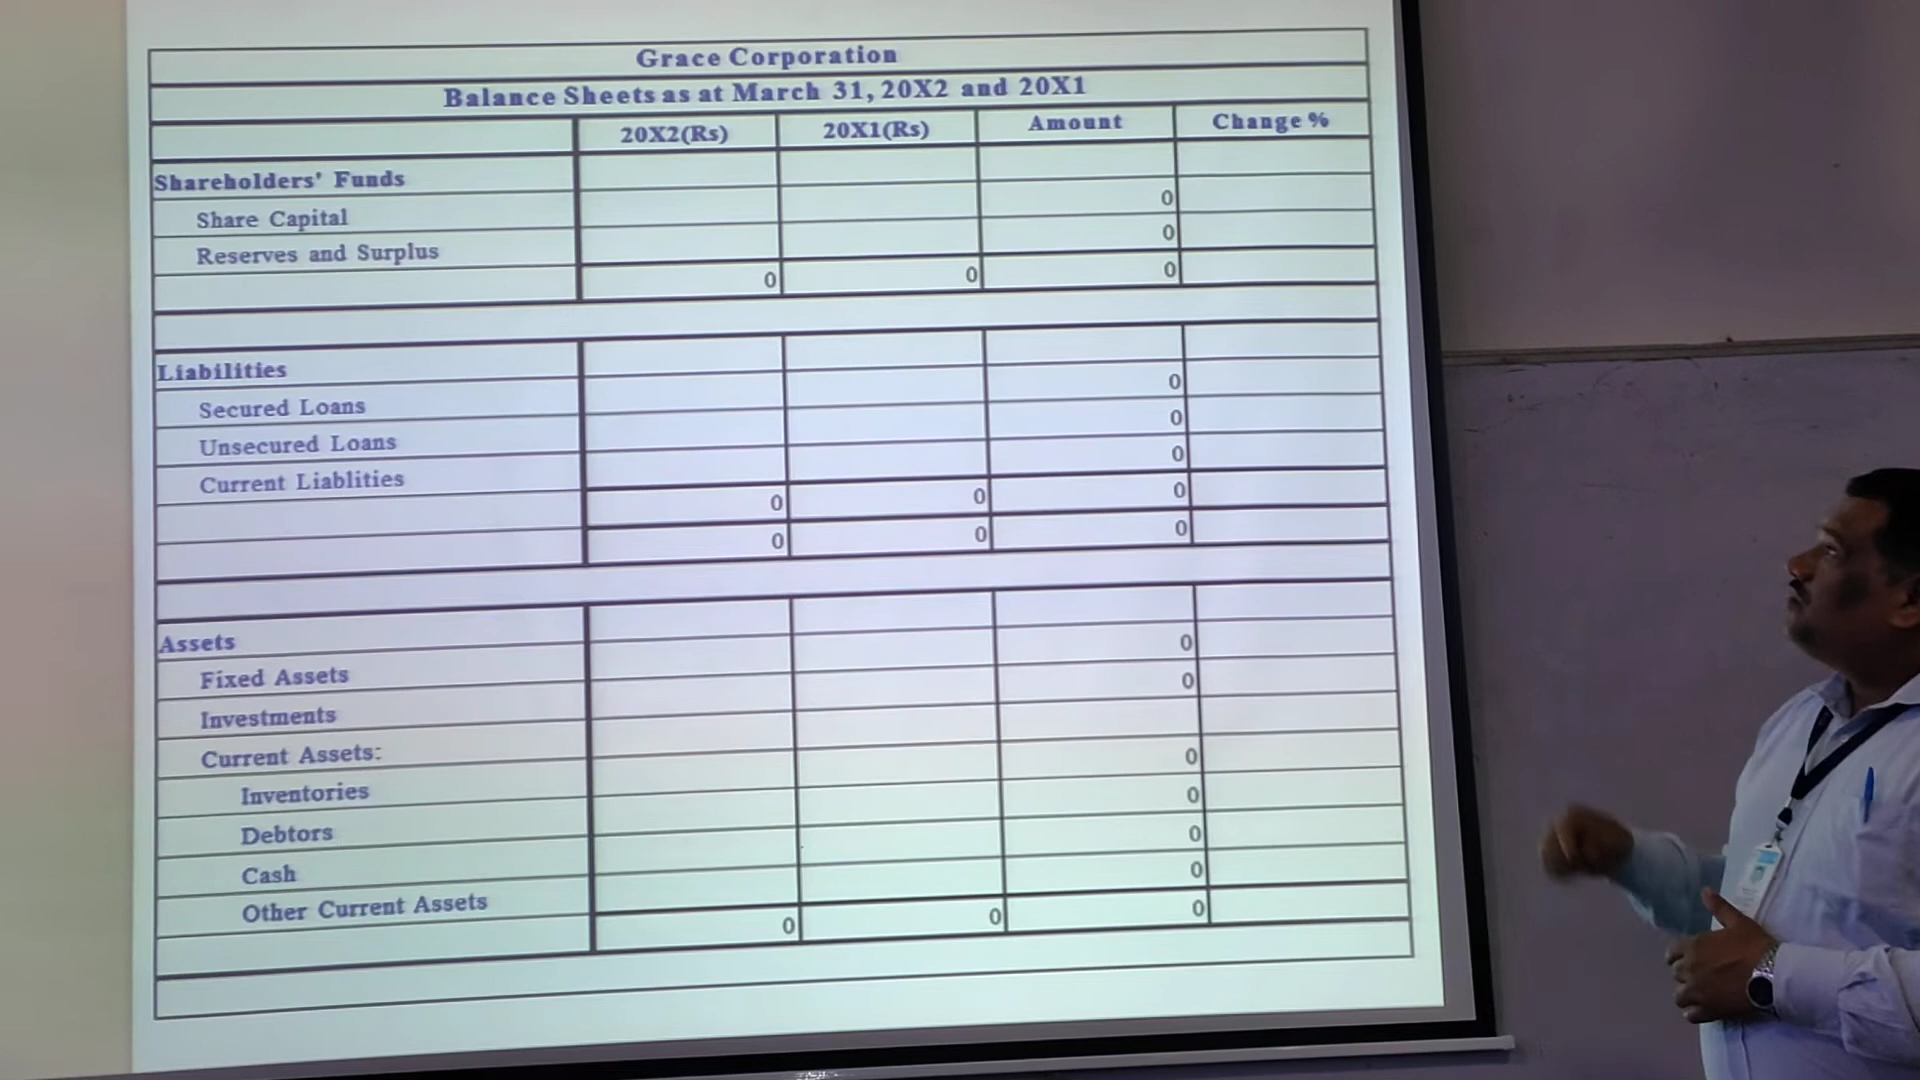 Grace Corporation
Balance Sheets as at March 31, 20X2 and 20X1
20X2(Rs) 20X1(Rs) Amount Change %
Shareholders' Funds
Share Capital 0
Reserves and Surplus 0
0 0 0
Liabilities
Secured Loans 0
Unsecured Loans 0
Current Liablities 0
0 0 0
0 0 0
Assets
Fixed Assets 0
Investments 0
Current Assets:
Inventories 0
Debtors 0
Cash 0
Other Current Assets 0
0 0 0